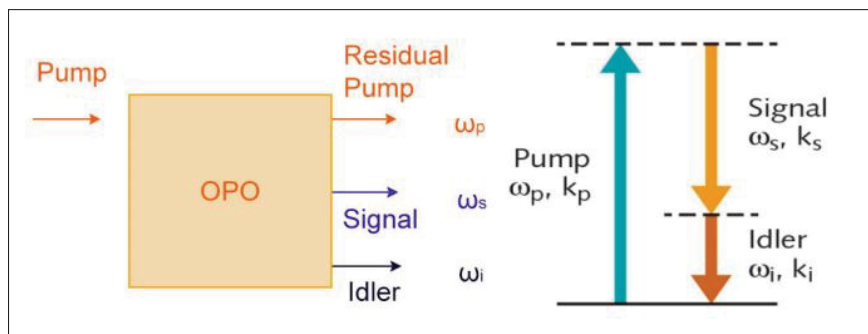 Pump
Residual
Pump
ωp
OPO
Signal
ωs
Idler
ωi
Pump
ωp, kp
Signal
ωs, ks
Idler
ωi, ki